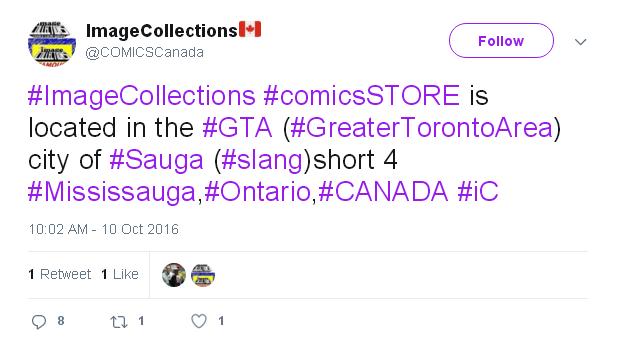 ImageCollections🇨🇦
@COMICSCanada
Follow
#ImageCollections #comicsSTORE is
located in the #GTA (#GreaterTorontoArea)
city of #Sauga (#slang)short 4
#Mississauga,#Ontario,#CANADA #iC
10:02 AM - 10 Oct 2016
1 Retweet 1 Like
8 1 1